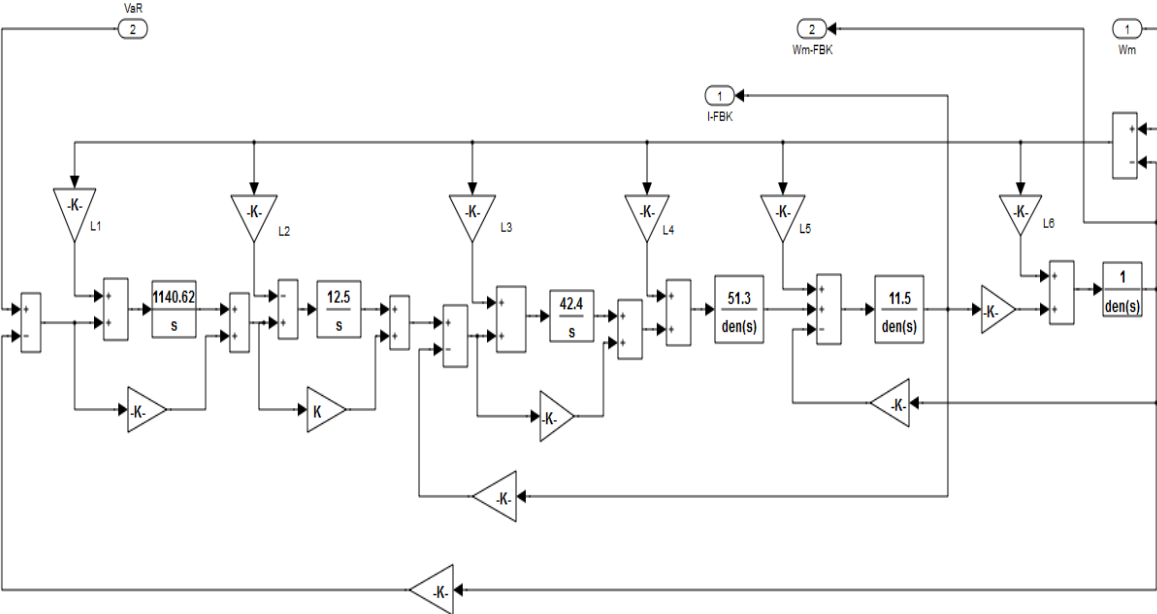 VaR
2
2
Wm-FBK
1
Wm
1
I-FBK
+
-
-K-
L1
-K-
L2
-K-
L3
-K-
L4
-K-
L5
-K-
L6
+
-
+
+
1140.62
s
+
+
-
+
12.5
s
+
+
+
-
+
+
42.4
s
+
+
+
+
51.3
den(s)
+
+
-
11.5
den(s)
-K-
+
+
1
den(s)
-K-
K
-K-
-K-
-K-
-K-